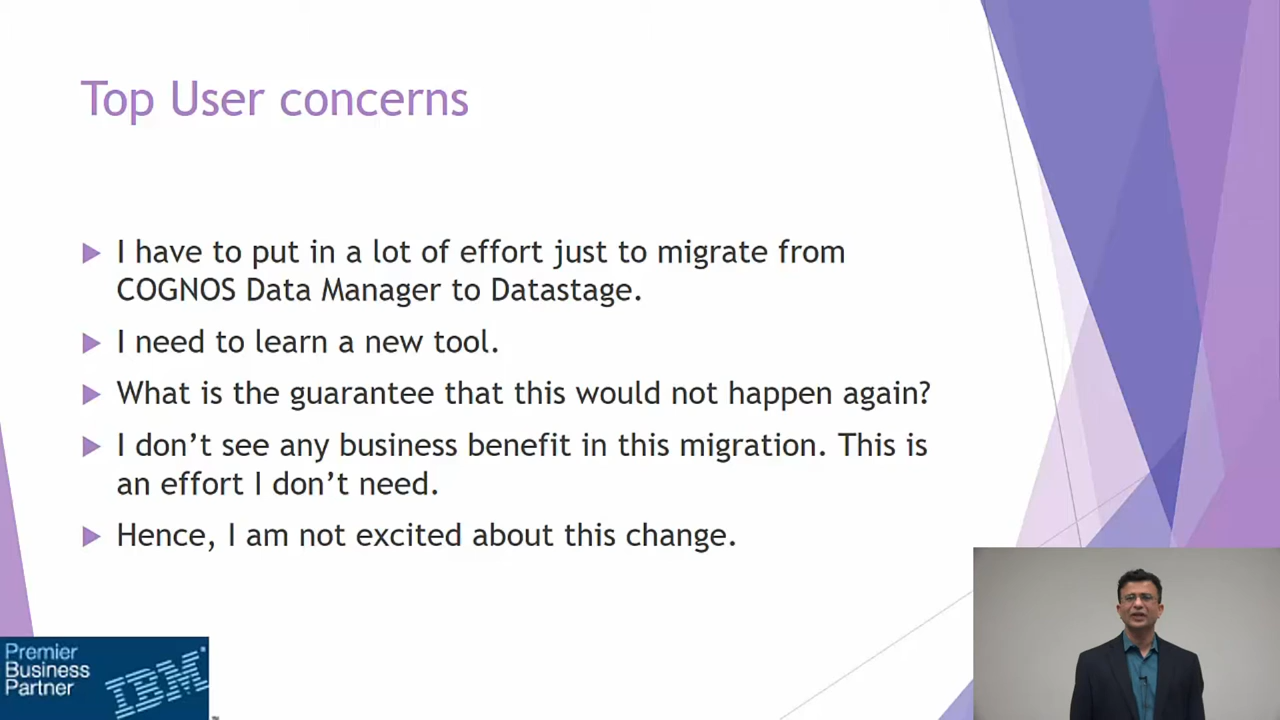 Top User concerns
I have to put in a lot of effort just to migrate from
COGNOS Data Manager to Datastage.
I need to learn a new tool.
What is the guarantee that this would not happen again?
I don’t see any business benefit in this migration. This is
an effort I don’t need.
Hence, I am not excited about this change.
Premier
Business
Partner
IBM